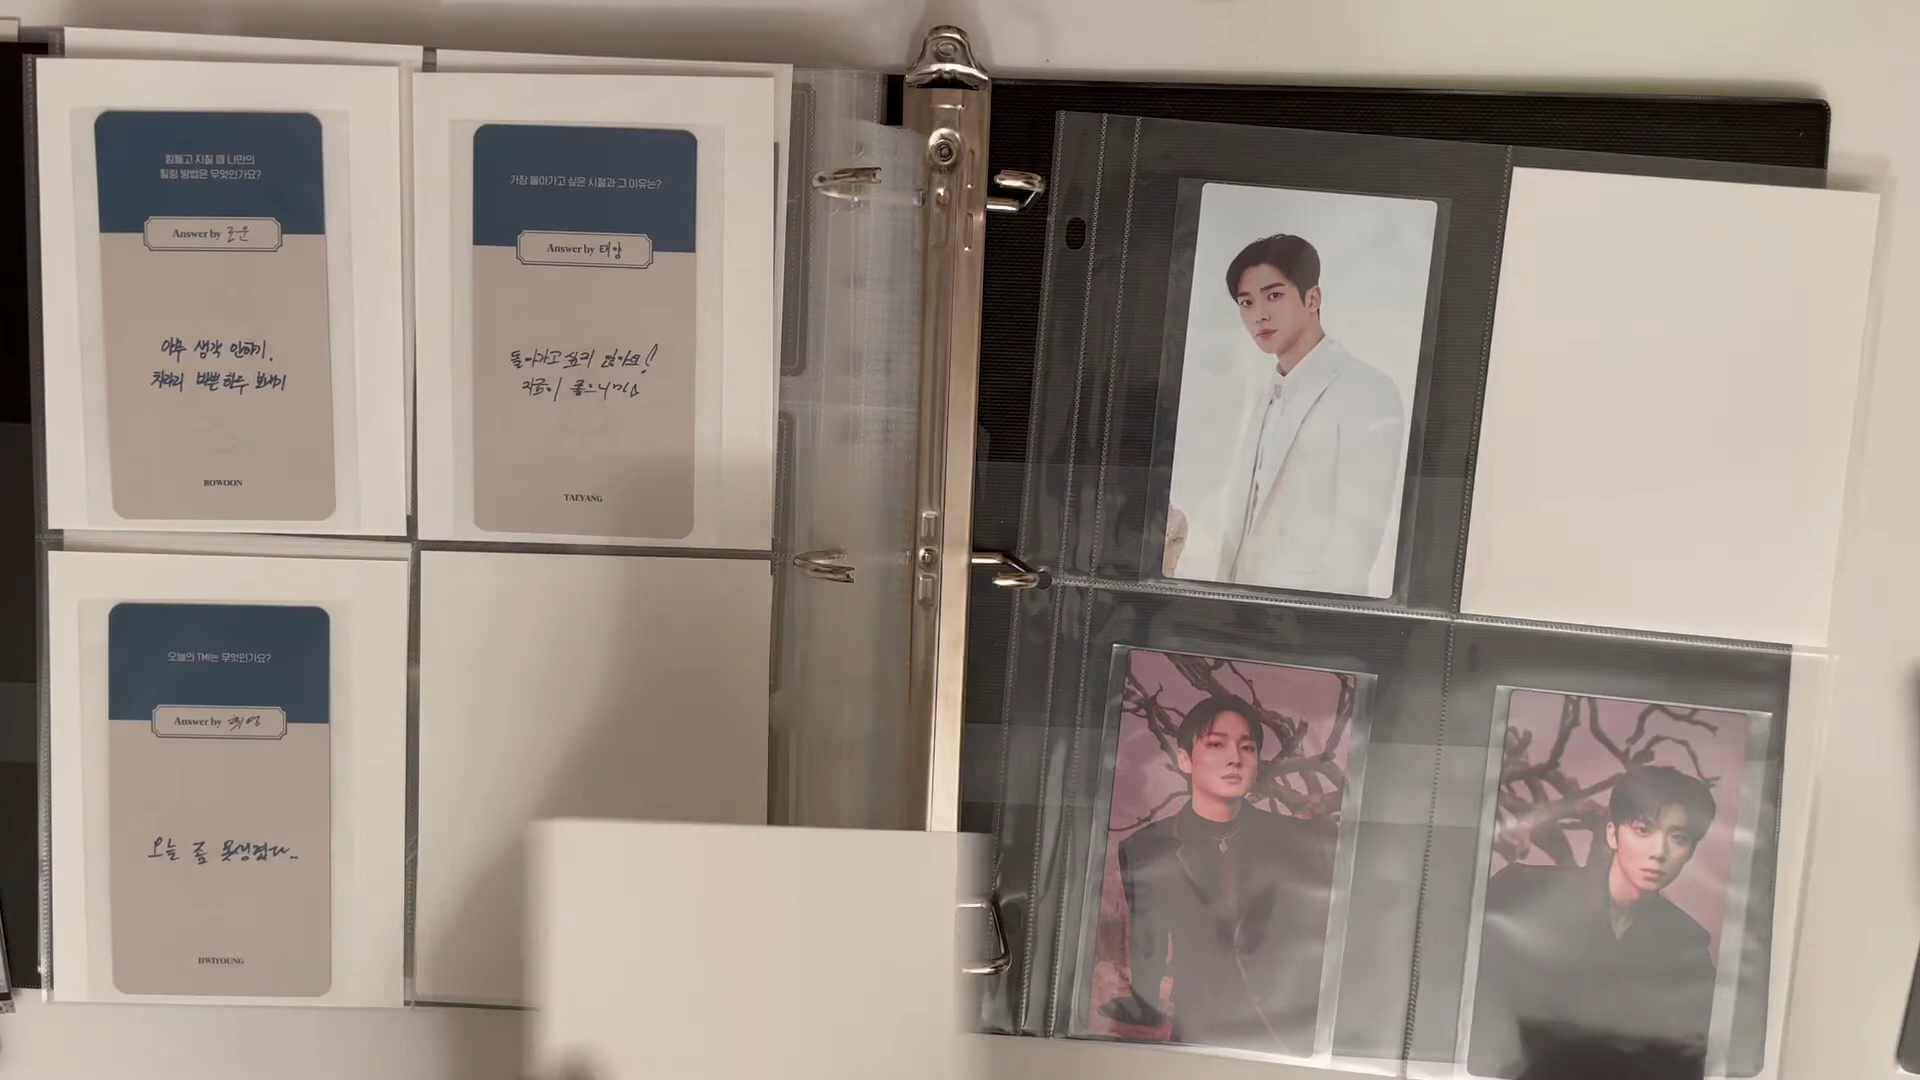 힘들고 지칠 때 나만의
힐링 방법은 무엇인가요?
Answer by 로운
아무 생각 안하기,
차라리 바쁜 하루 보내기
ROWOON
가장 돌아가고 싶은 시절과 그 이유는?
Answer by 태양
돌아가고 싶지 않아요!
지금이 좋으니까요
TAEYANG
오늘의 TMI는 무엇인가요?
Answer by 휘영
오늘 좀 못생겼다..
HWIYOUNG